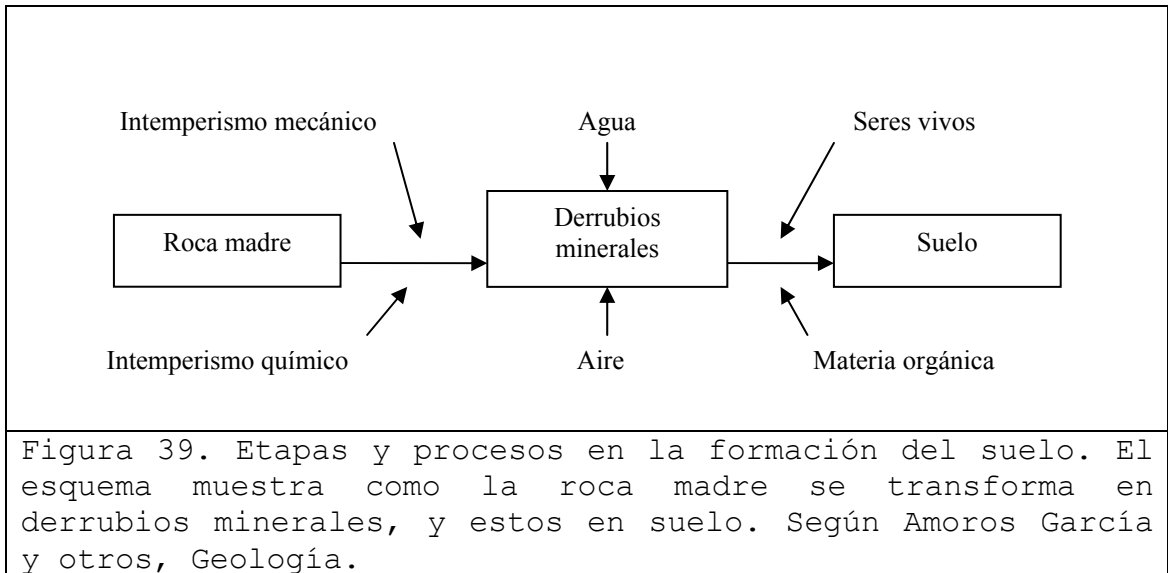 Intemperismo mecánico
Agua
Seres vivos
Roca madre
Derrubios
minerales
Suelo
Intemperismo químico
Aire
Materia orgánica
Figura 39. Etapas y procesos en la formación del suelo. El
esquema muestra como la roca madre se transforma en
derrubios minerales, y estos en suelo. Según Amoros García
y otros, Geología.